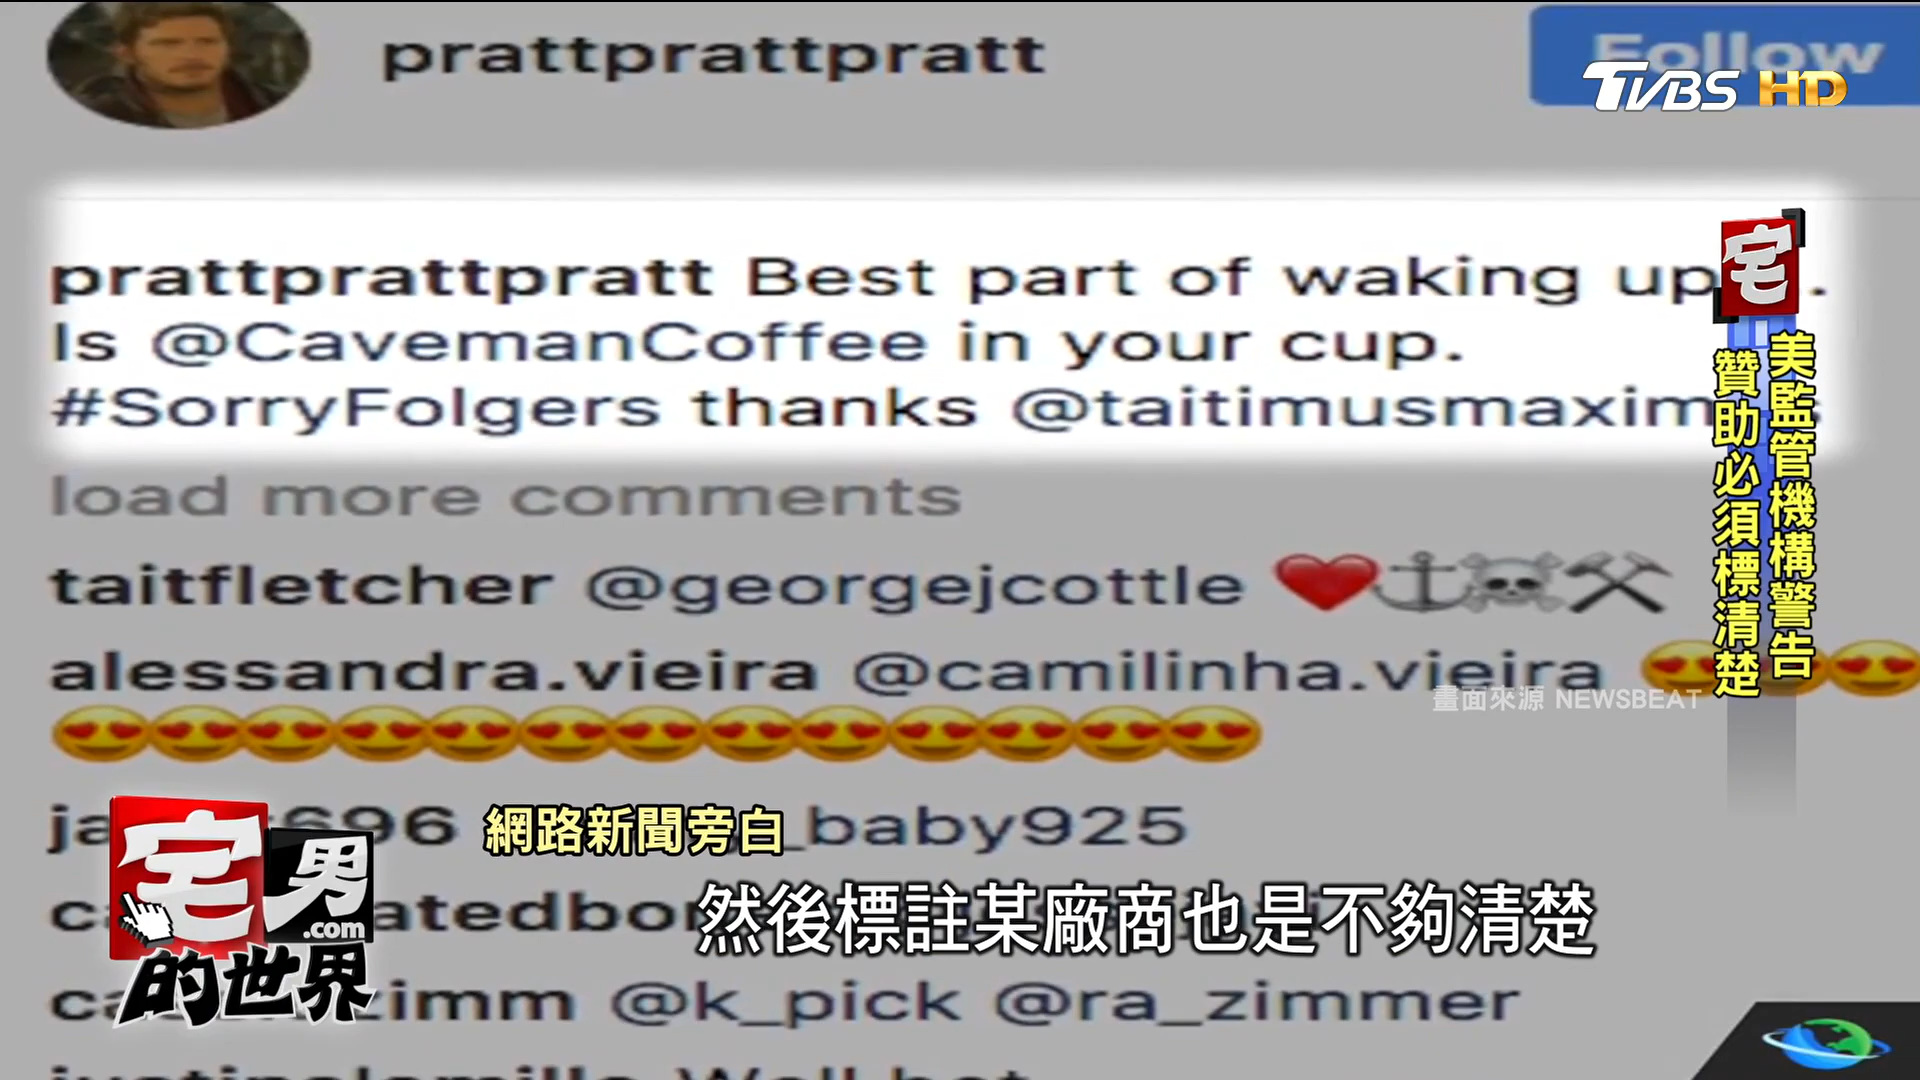 prattprattpratt
Follow
TVBS HD
prattprattpratt Best part of waking up
Is @CavemanCoffee in your cup.
#SorryFolgers thanks
load more comments
taitfletcher @georgejcottle ❤️⚓☠️⚒
alessandra.vieira @camilinha.vieira 😍😍😍
😍😍😍😍😍😍😍😍😍😍😍😍😍
宅
美監管機構警告
贊助必須標清楚
畫面來源 NEWSBEAT
網路新聞旁白
然後標註某廠商也是不夠清楚
宅男.com
的世界
@k_pick @ra_zimmer